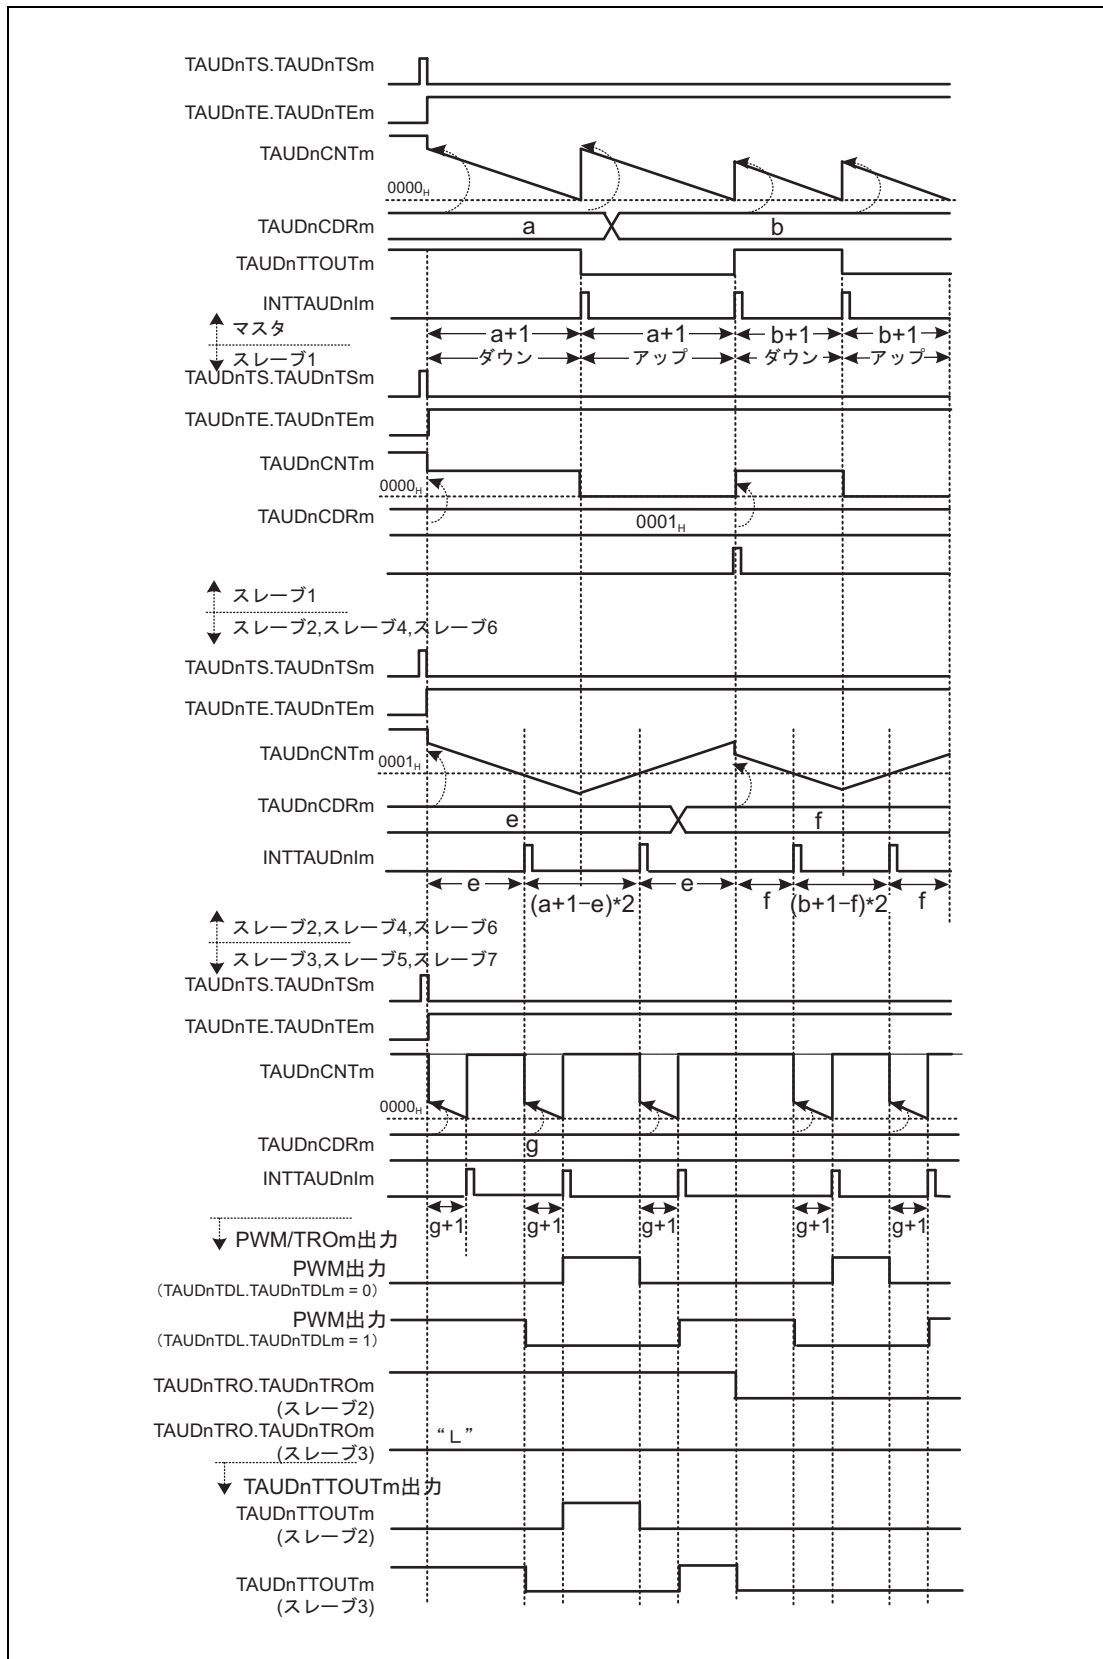 TAUDnTS.TAUDnTSm
TAUDnTE.TAUDnTEm
TAUDnCNTm
0000H
TAUDnCDRm
a
b
TAUDnTTOUTm
INTTAUDnIm
マスタ
a+1
a+1
b+1
b+1
スレーブ1
ダウン
アップ
ダウン
アップ
TAUDnTS.TAUDnTSm
TAUDnTE.TAUDnTEm
TAUDnCNTm
0000H
TAUDnCDRm
0001H
スレーブ1
スレーブ2,スレーブ4,スレーブ6
TAUDnTS.TAUDnTSm
TAUDnTE.TAUDnTEm
TAUDnCNTm
0001H
TAUDnCDRm
e
f
INTTAUDnIm
e
(a+1−e)*2
e
f
(b+1−f)*2
f
スレーブ2,スレーブ4,スレーブ6
スレーブ3,スレーブ5,スレーブ7
TAUDnTS.TAUDnTSm
TAUDnTE.TAUDnTEm
TAUDnCNTm
0000H
TAUDnCDRm
g
INTTAUDnIm
g+1
g+1
g+1
g+1
g+1
PWM/TROm出力
PWM出力
（TAUDnTDL.TAUDnTDLm = 0）
PWM出力
（TAUDnTDL.TAUDnTDLm = 1）
TAUDnTRO.TAUDnTROm
(スレーブ2)
TAUDnTRO.TAUDnTROm
“L”
(スレーブ3)
TAUDnTTOUTm出力
TAUDnTTOUTm
(スレーブ2)
TAUDnTTOUTm
(スレーブ3)